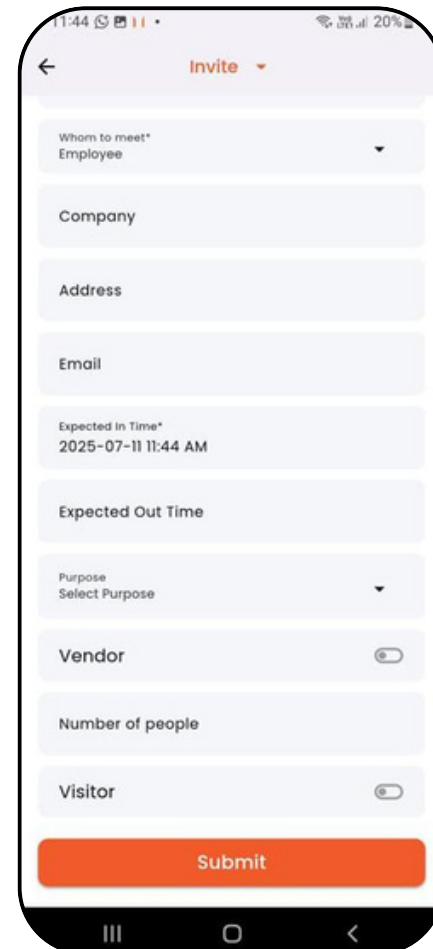 11:44
20%
Invite
Whom to meet*
Employee
Company
Address
Email
Expected In Time*
2025-07-11 11:44 AM
Expected Out Time
Purpose
Select Purpose
Vendor
Number of people
Visitor
Submit